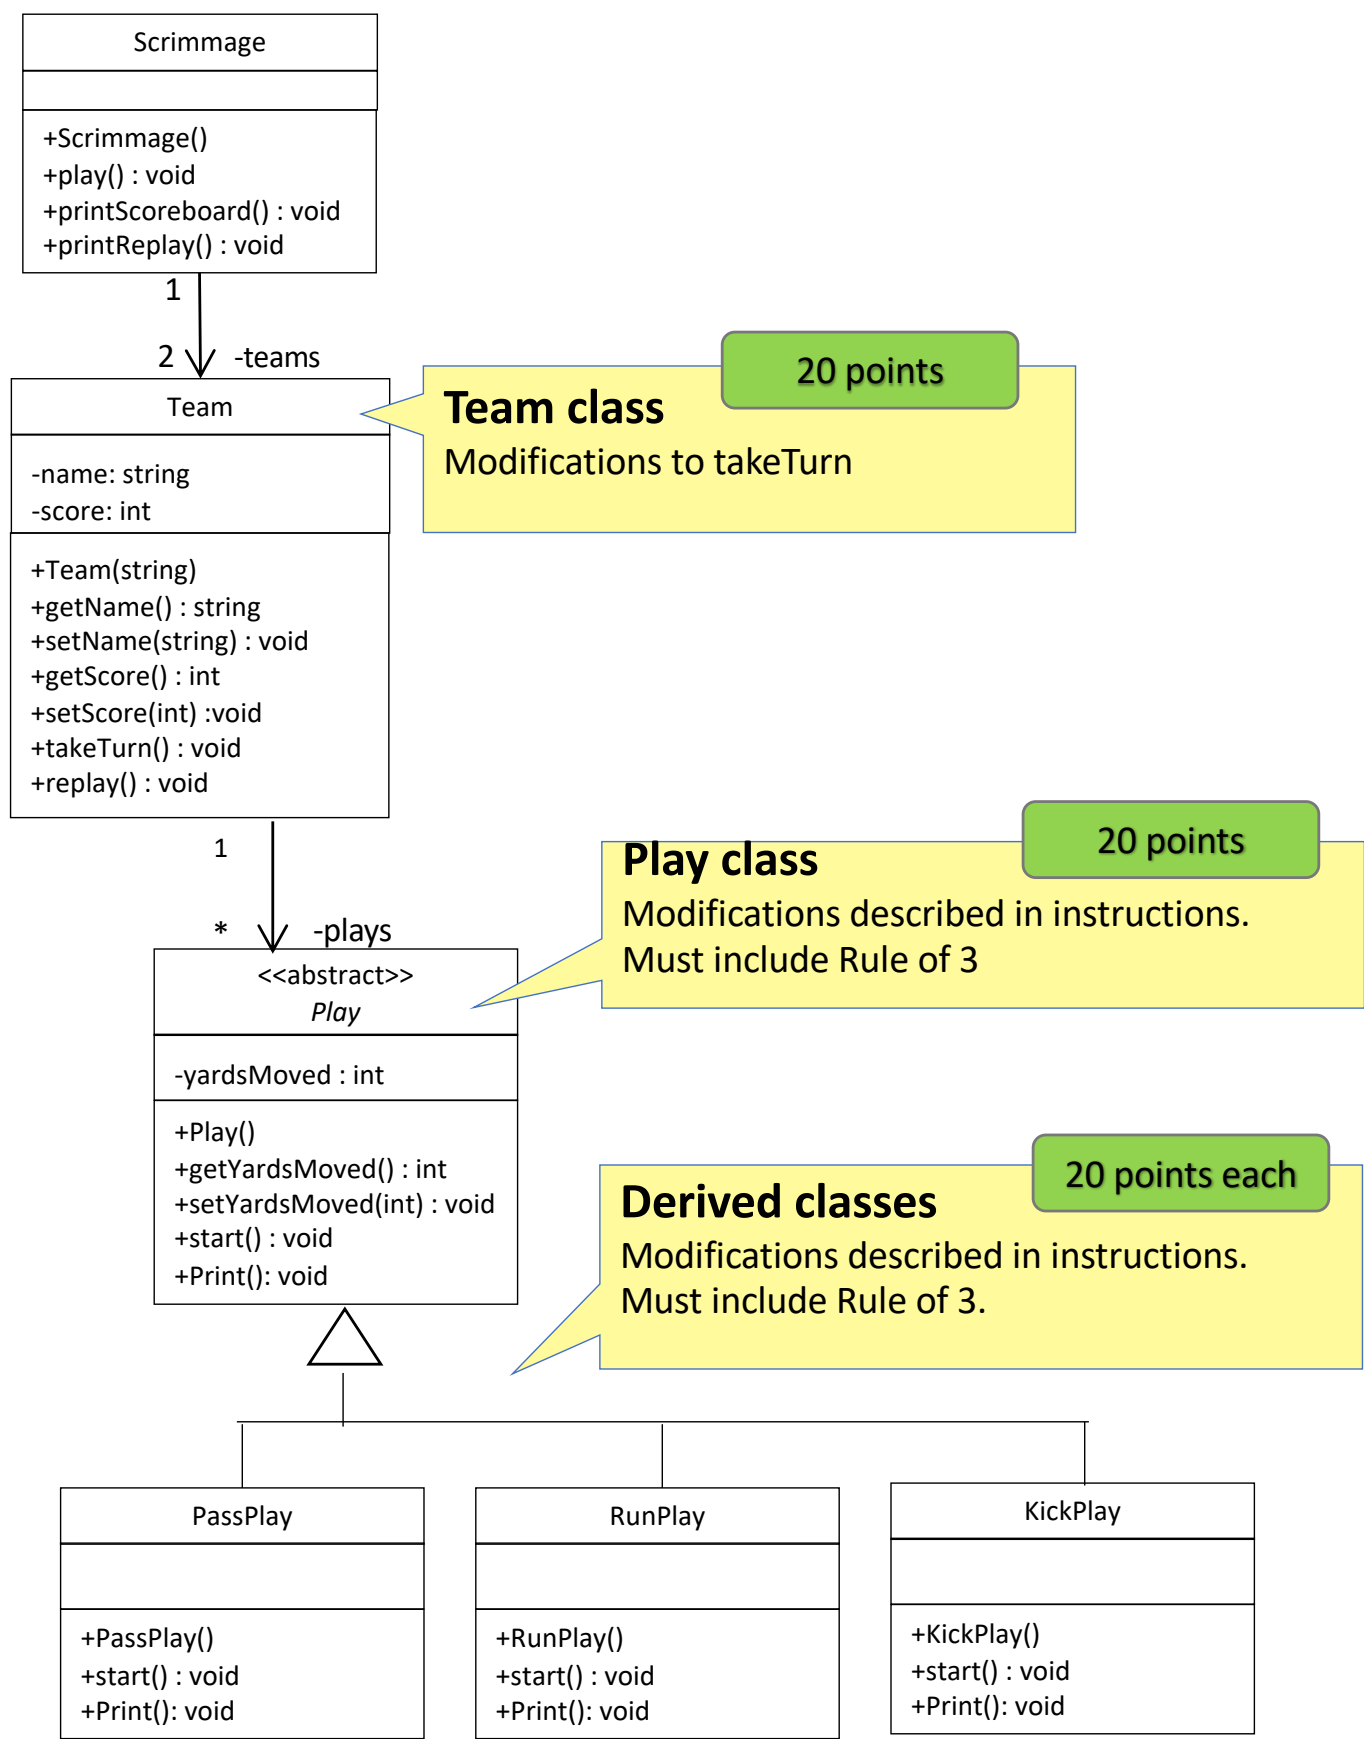 Scrimmage
+Scrimmage()
+play() : void
+printScoreboard() : void
+printReplay() : void
1
2
-teams
Team
-name: string
-score: int
+Team(string)
+getName() : string
+setName(string) : void
+getScore() : int
+setScore(int) :void
+takeTurn() : void
+replay() : void
20 points
Team class
Modifications to takeTurn
1
*
-plays
20 points
Play class
Modifications described in instructions.
Must include Rule of 3
<<abstract>>
Play
-yardsMoved : int
+Play()
+getYardsMoved() : int
+setYardsMoved(int) : void
+start() : void
+Print(): void
20 points each
Derived classes
Modifications described in instructions.
Must include Rule of 3.
PassPlay
+PassPlay()
+start() : void
+Print(): void
RunPlay
+RunPlay()
+start() : void
+Print(): void
KickPlay
+KickPlay()
+start() : void
+Print(): void